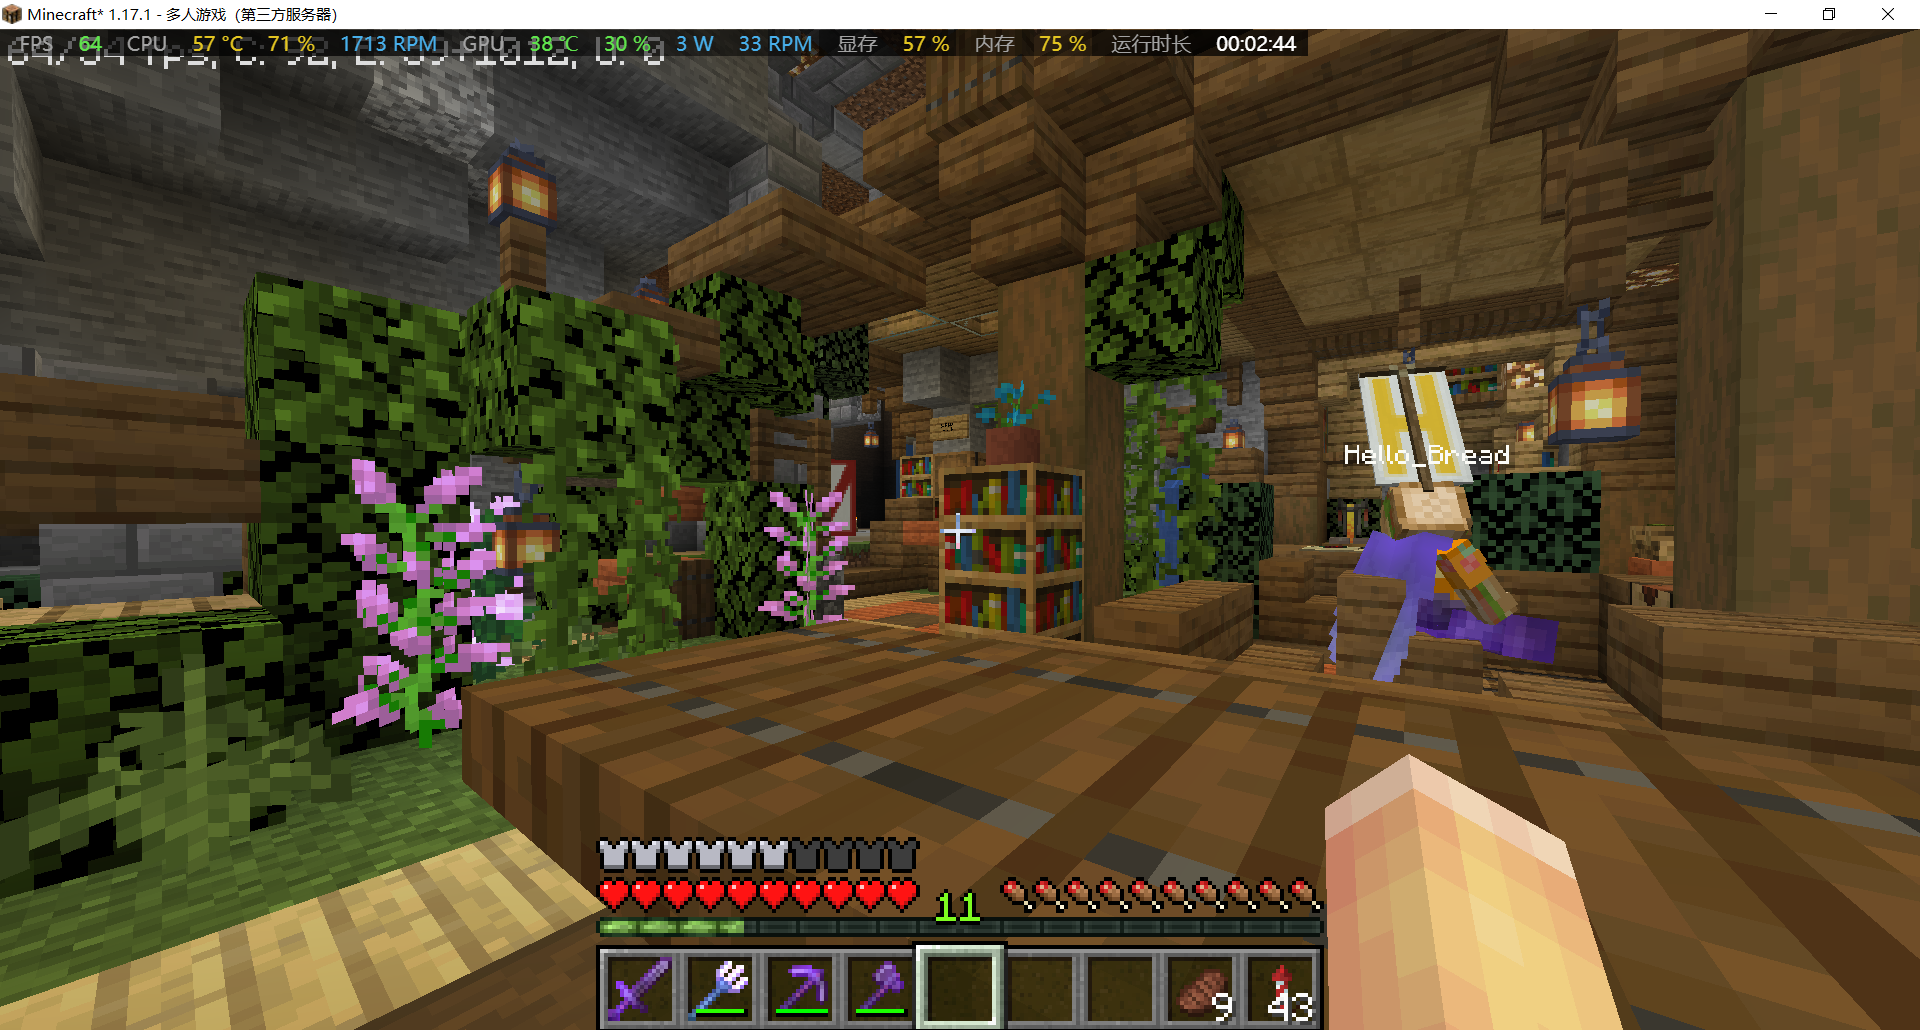 Minecraft* 1.17.1 - 多人游戏（第三方服务器）
FPS 64 CPU 57 °C 71 % 1713 RPM GPU 38 °C 30 % 3 W 33 RPM 显存 57 % 内存 75 % 运行时长 00:02:44
Hello_Bread
11
9
43